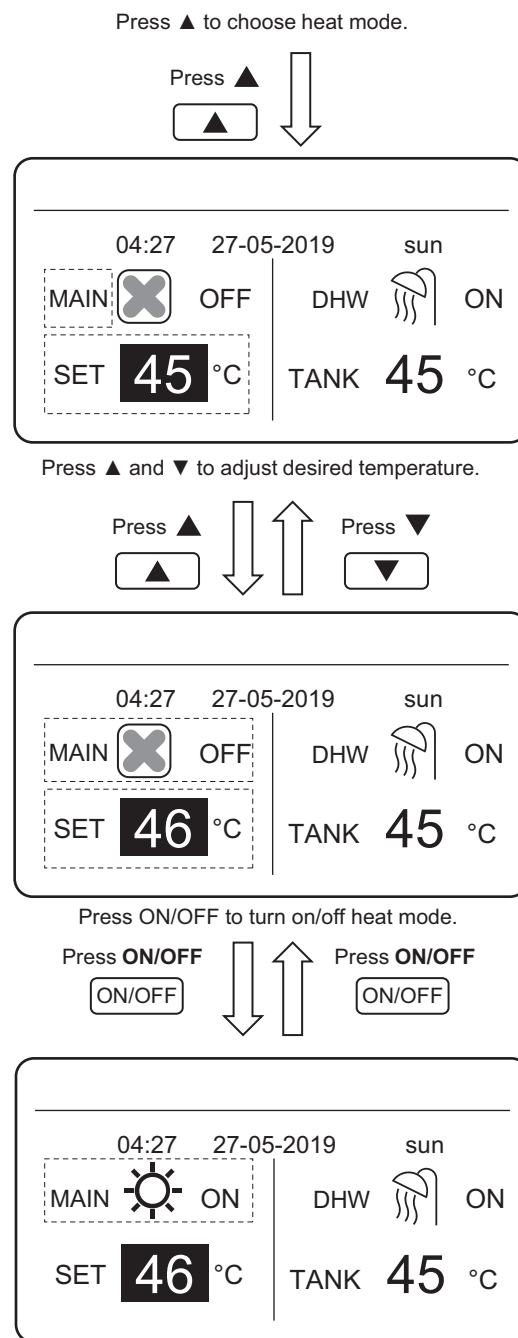 Press ▲ to choose heat mode.
Press ▲
▲
04:27 27-05-2019 sun
MAIN OFF DHW ON
SET 45 °C TANK 45 °C
Press ▲ and ▼ to adjust desired temperature.
Press ▲ Press ▼
▲ ▼
04:27 27-05-2019 sun
MAIN OFF DHW ON
SET 46 °C TANK 45 °C
Press ON/OFF to turn on/off heat mode.
Press ON/OFF Press ON/OFF
ON/OFF ON/OFF
04:27 27-05-2019 sun
MAIN ON DHW ON
SET 46 °C TANK 45 °C